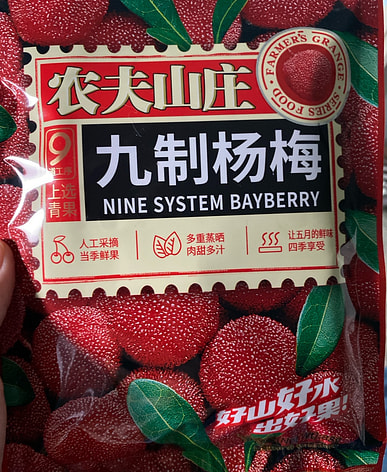 农夫山庄
FARMER'S GRANGE
SERIES FOOD
9
上选
青果
九制杨梅
NINE SYSTEM BAYBERRY
人工采摘
当季鲜果
多重蒸晒
肉甜多汁
让五月的鲜味
四季享受
好山好水
出好果!